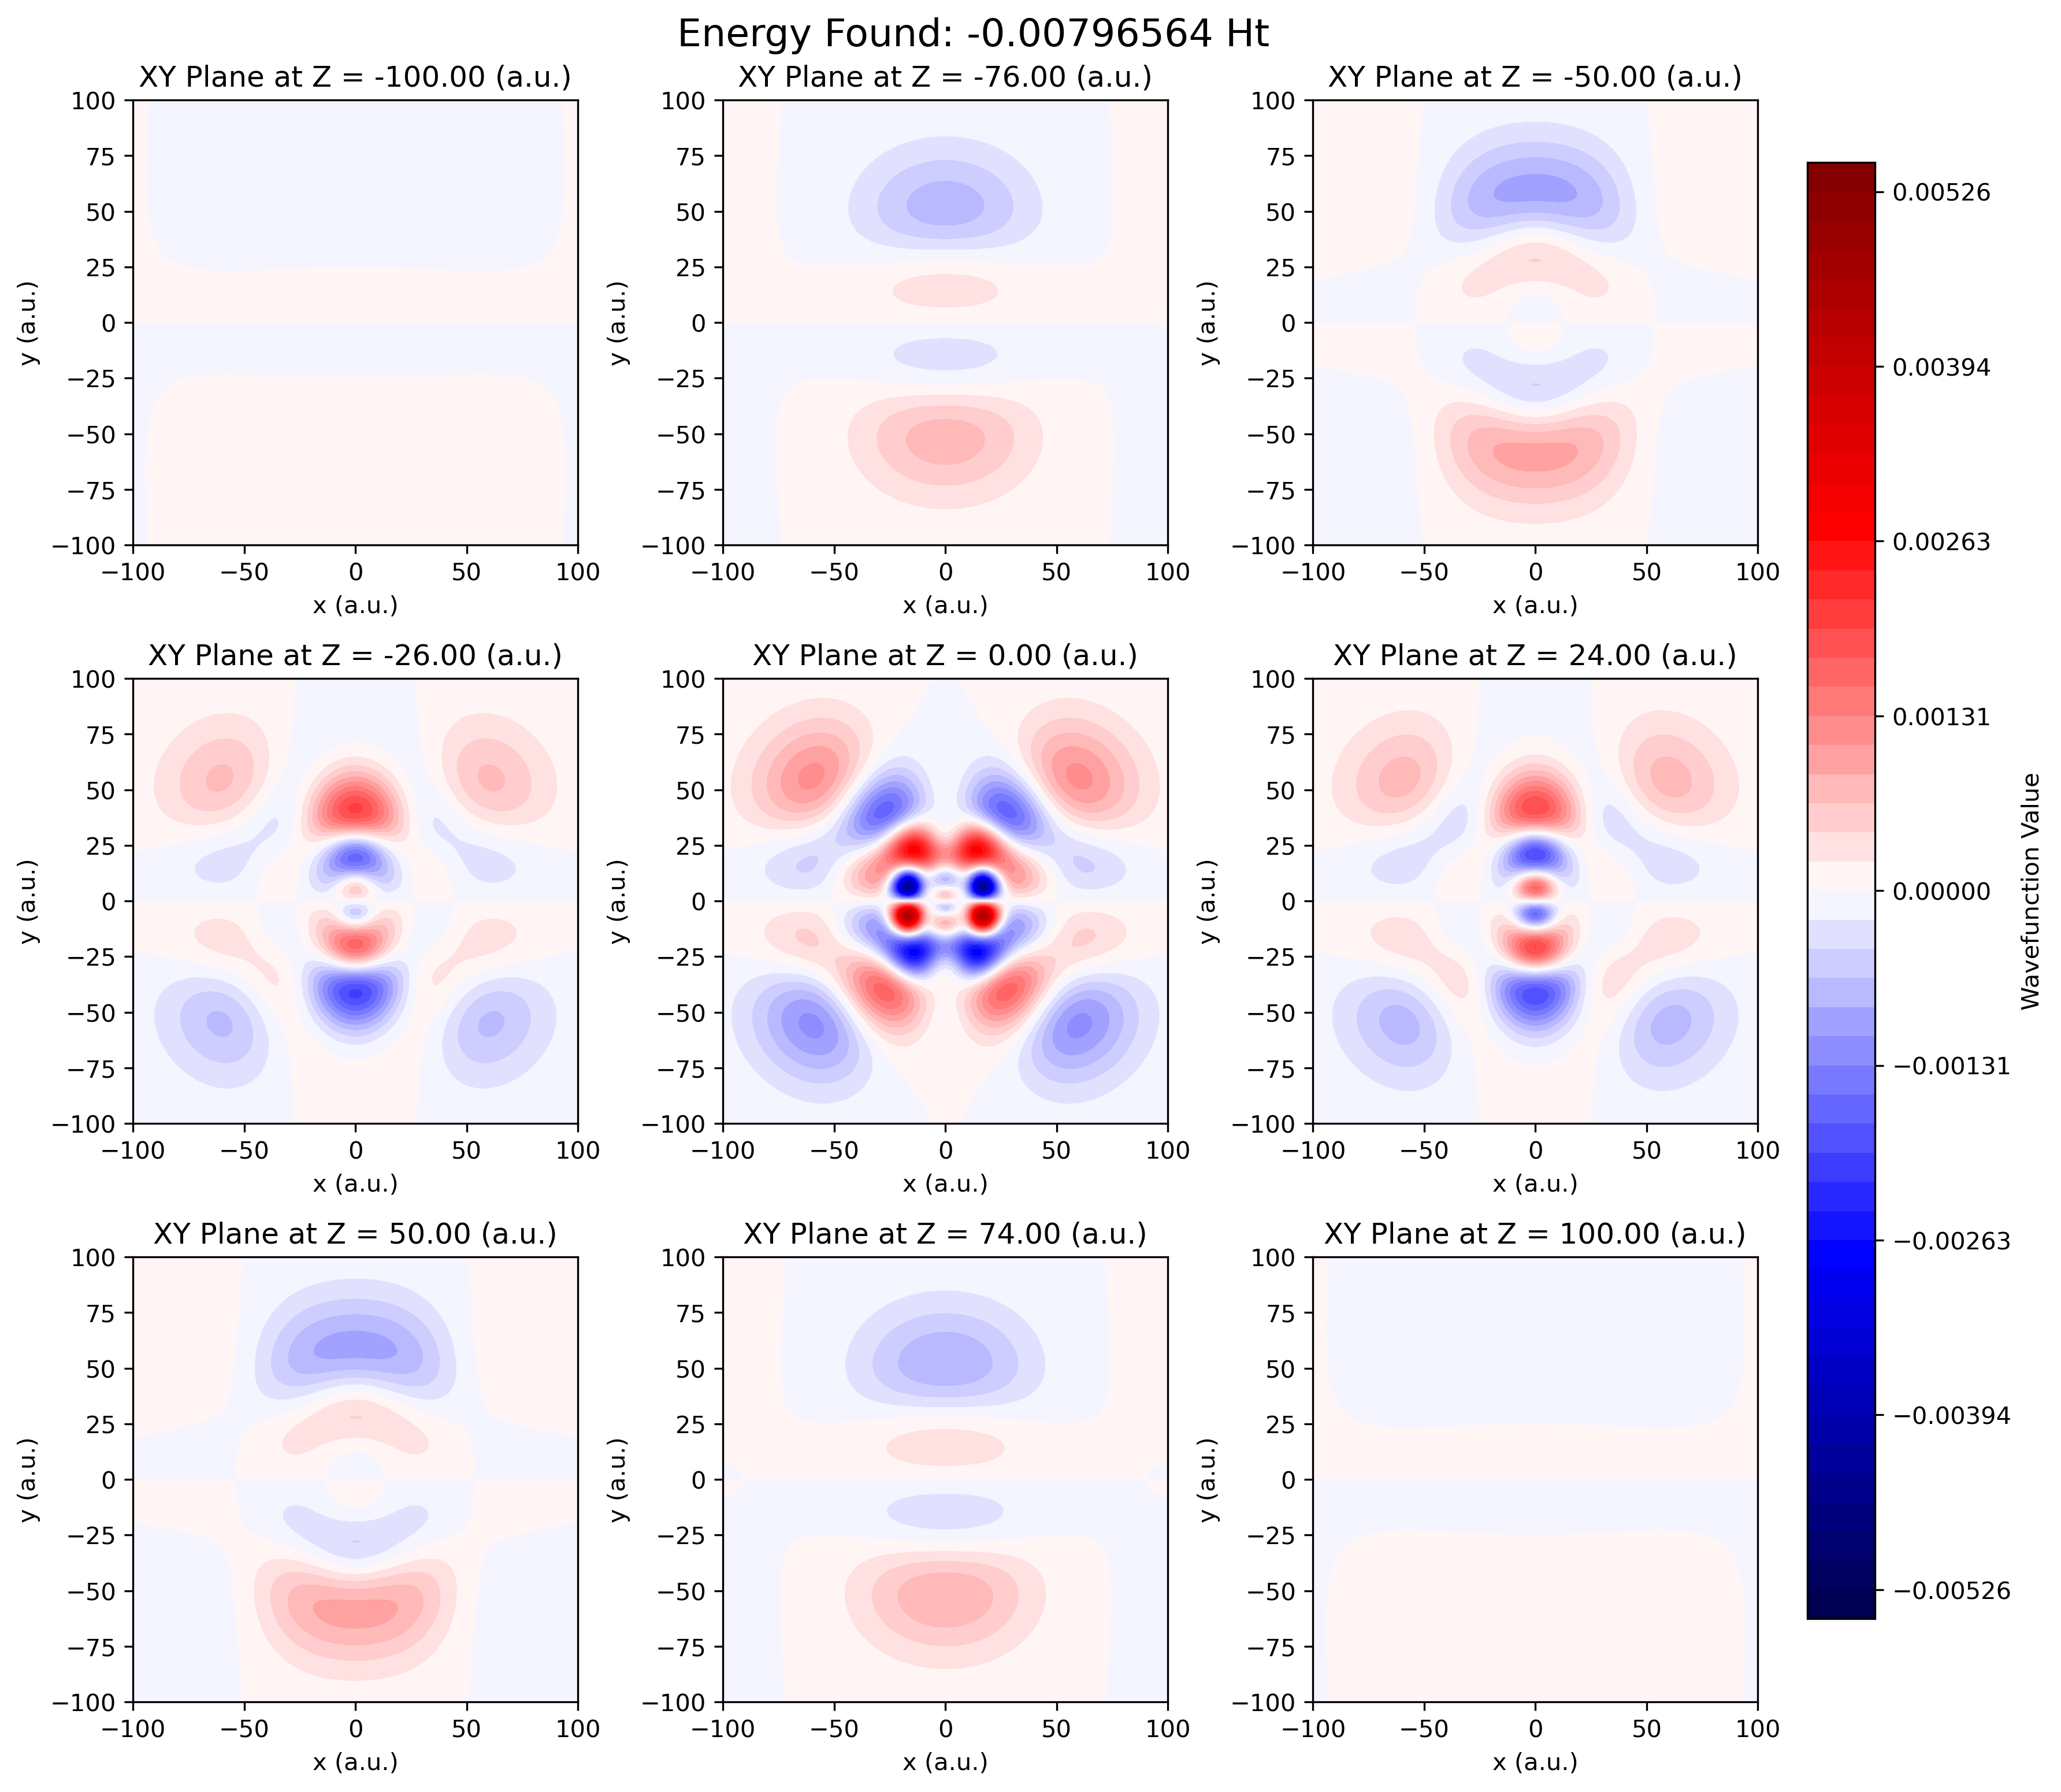 Energy Found: -0.00796564 Ht
XY Plane at Z = -100.00 (a.u.)
XY Plane at Z = -76.00 (a.u.)
XY Plane at Z = -50.00 (a.u.)
100
75
50
25
0
−25
−50
−75
−100
y (a.u.)
−100 −50 0 50 100
x (a.u.)
100
75
50
25
0
−25
−50
−75
−100
y (a.u.)
−100 −50 0 50 100
x (a.u.)
100
75
50
25
0
−25
−50
−75
−100
y (a.u.)
−100 −50 0 50 100
x (a.u.)
XY Plane at Z = -26.00 (a.u.)
XY Plane at Z = 0.00 (a.u.)
XY Plane at Z = 24.00 (a.u.)
100
75
50
25
0
−25
−50
−75
−100
y (a.u.)
−100 −50 0 50 100
x (a.u.)
100
75
50
25
0
−25
−50
−75
−100
y (a.u.)
−100 −50 0 50 100
x (a.u.)
100
75
50
25
0
−25
−50
−75
−100
y (a.u.)
−100 −50 0 50 100
x (a.u.)
XY Plane at Z = 50.00 (a.u.)
XY Plane at Z = 74.00 (a.u.)
XY Plane at Z = 100.00 (a.u.)
100
75
50
25
0
−25
−50
−75
−100
y (a.u.)
−100 −50 0 50 100
x (a.u.)
100
75
50
25
0
−25
−50
−75
−100
y (a.u.)
−100 −50 0 50 100
x (a.u.)
100
75
50
25
0
−25
−50
−75
−100
y (a.u.)
−100 −50 0 50 100
x (a.u.)
0.00526
0.00394
0.00263
0.00131
0.00000
−0.00131
−0.00263
−0.00394
−0.00526
Wavefunction Value